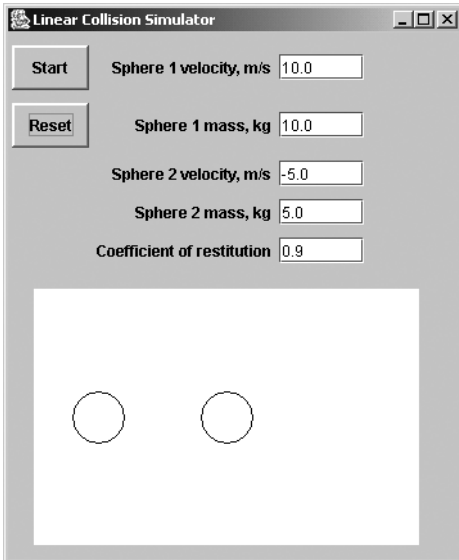 Linear Collision Simulator
Start Sphere 1 velocity, m/s 10.0
Reset Sphere 1 mass, kg 10.0
Sphere 2 velocity, m/s -5.0
Sphere 2 mass, kg 5.0
Coefficient of restitution 0.9